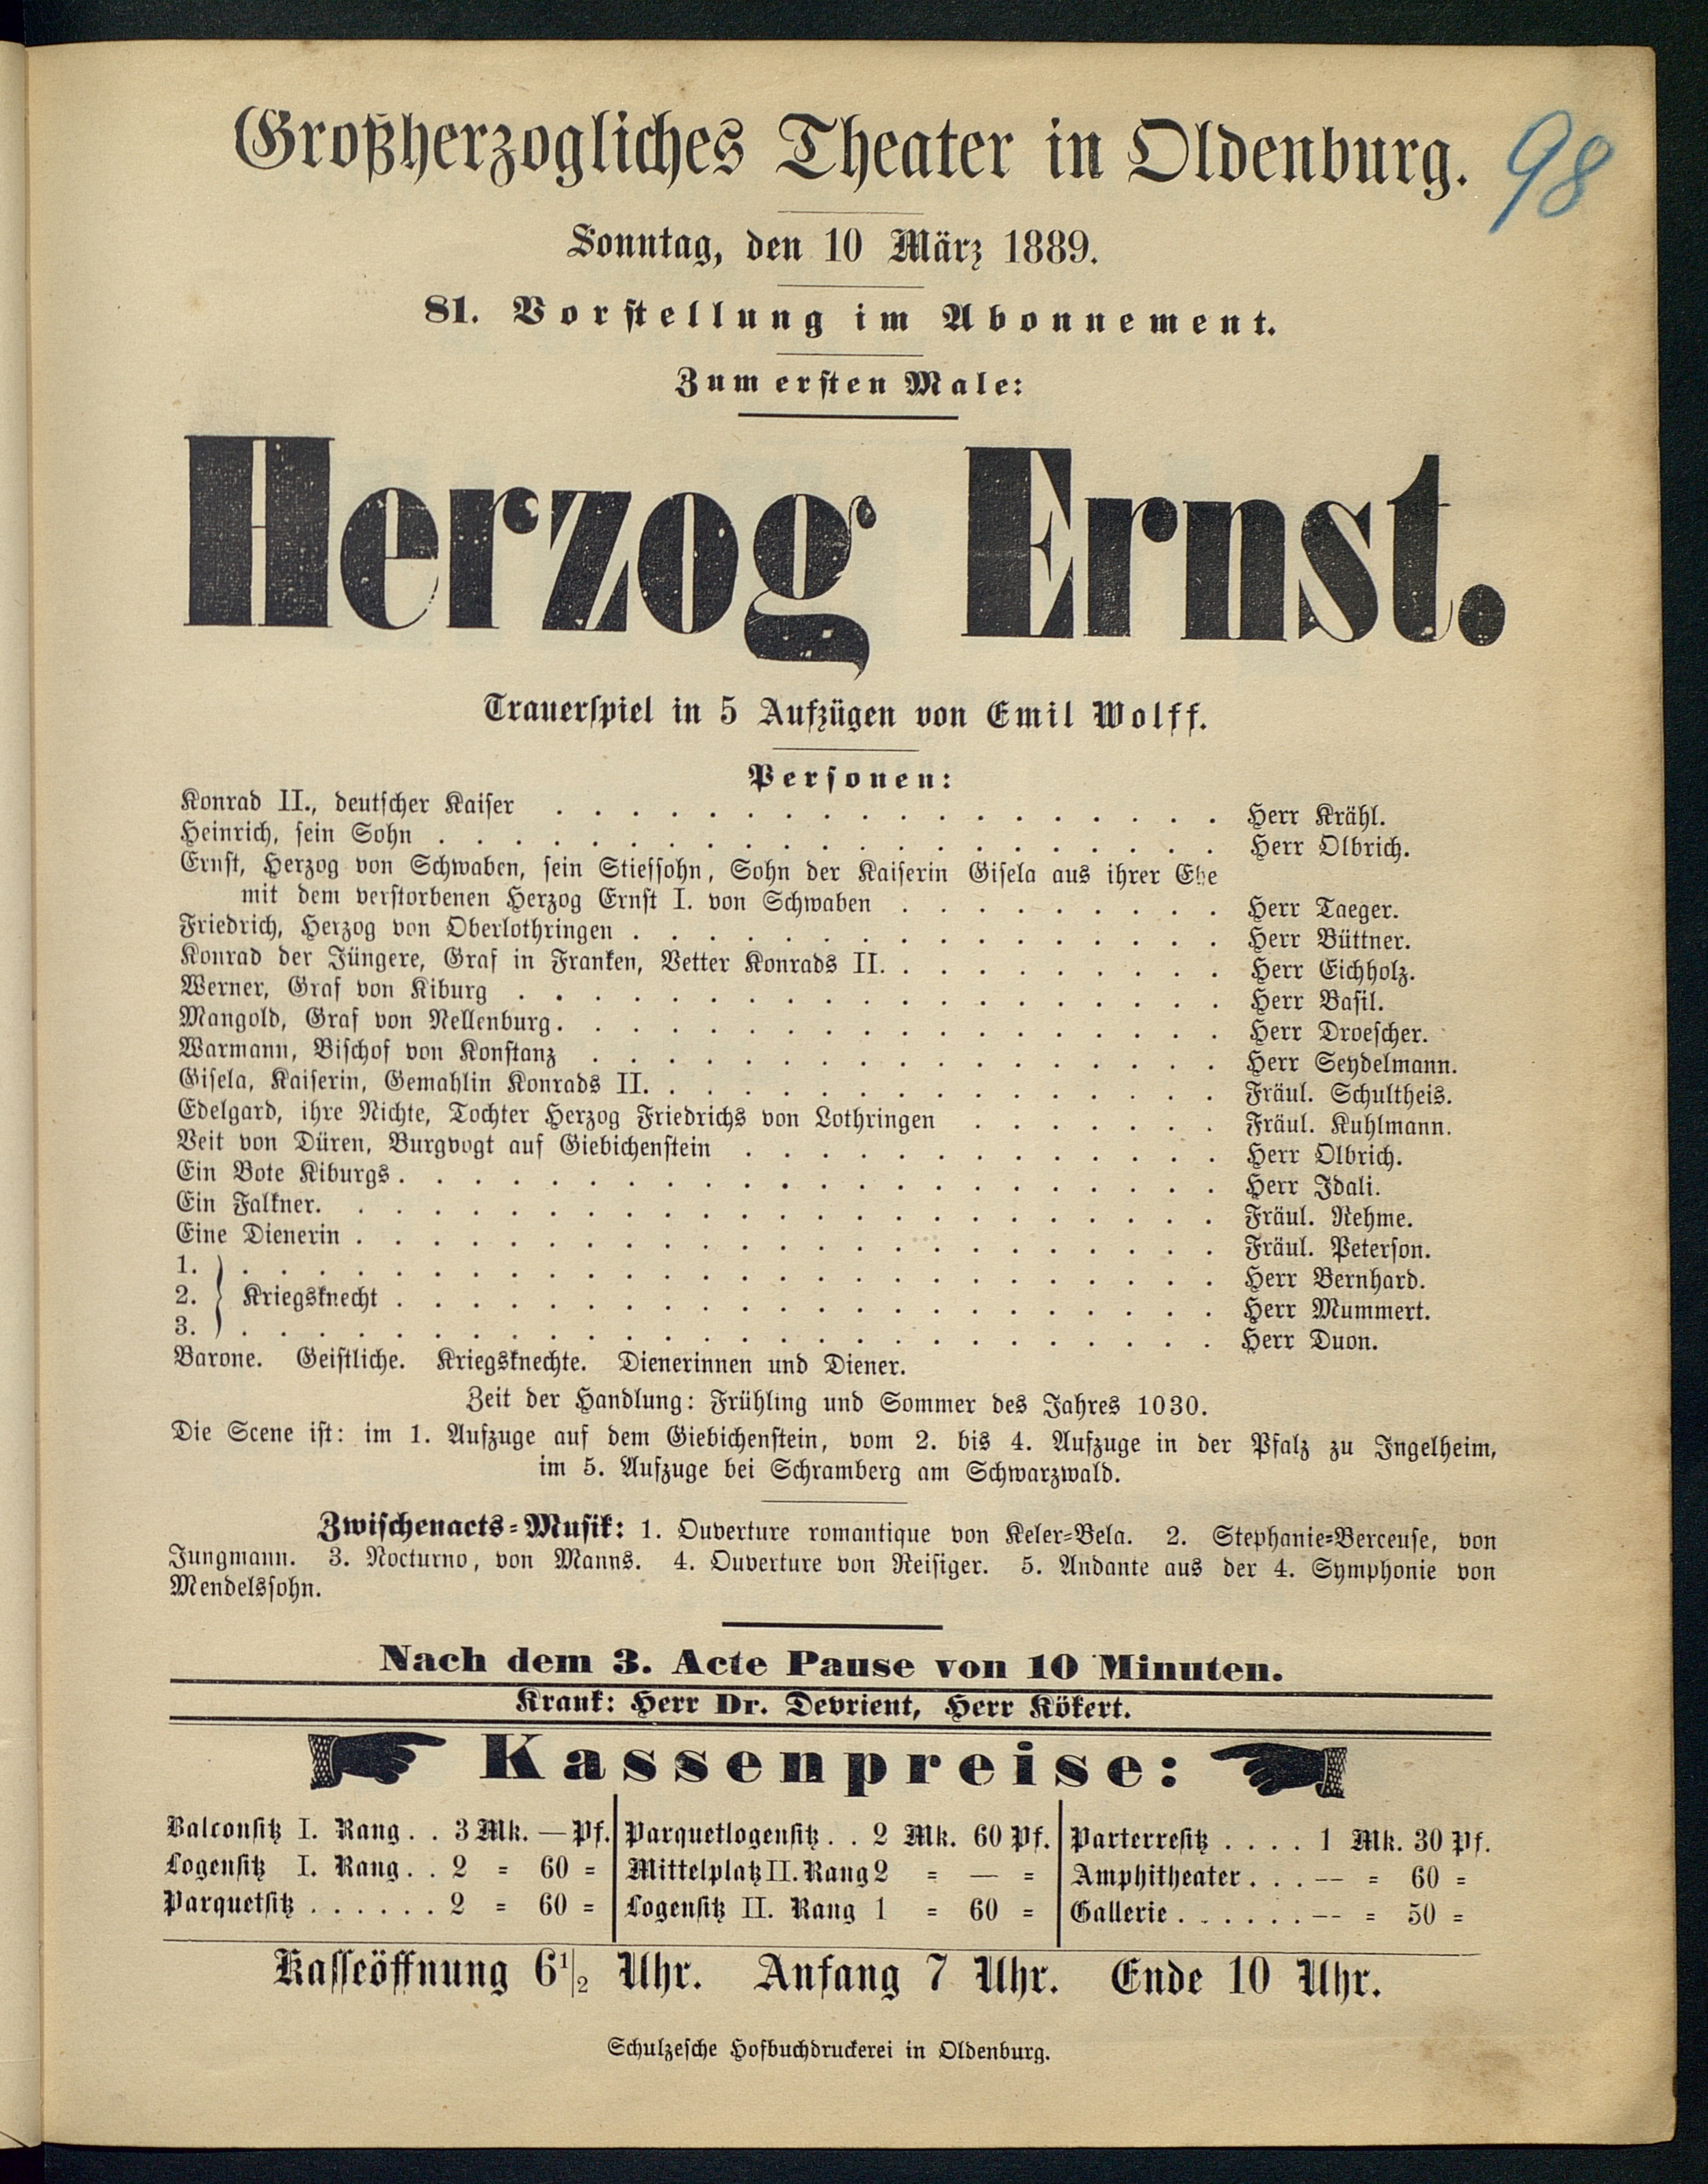 Großherzogliches Theater in Oldenburg.
98
Sonntag, den 10 März 1889.
81. Vorstellung im Abonnement.
Zum ersten Male:
Herzog Ernst.
Trauerspiel in 5 Aufzügen von Emil Wolff.
Personen:
Konrad II., deutscher Kaiser . . . . . . . . . . . . . . . . . . Herr Krähl.
Heinrich, sein Sohn . . . . . . . . . . . . . . . . . . . . . Herr Olbrich.
Ernst, Herzog von Schwaben, sein Stiefsohn, Sohn der Kaiserin Gisela aus ihrer Ehe
mit dem verstorbenen Herzog Ernst I. von Schwaben . . . . . . . . . Herr Taeger.
Friedrich, Herzog von Oberlothringen . . . . . . . . . . . . . . . . Herr Büttner.
Konrad der Jüngere, Graf in Franken, Vetter Konrads II. . . . . . . . . . Herr Eichholz.
Werner, Graf von Kiburg . . . . . . . . . . . . . . . . . . . Herr Basil.
Mangold, Graf von Nellenburg. . . . . . . . . . . . . . . . . . . Herr Droescher.
Warmann, Bischof von Konstanz . . . . . . . . . . . . . . . . . Herr Seydelmann.
Gisela, Kaiserin, Gemahlin Konrads II. . . . . . . . . . . . . . . . Fräul. Schultheis.
Edelgard, ihre Nichte, Tochter Herzog Friedrichs von Lothringen . . . . . . . Fräul. Kuhlmann.
Veit von Düren, Burgvogt auf Giebichenstein . . . . . . . . . . . . . Herr Olbrich.
Ein Bote Kiburgs . . . . . . . . . . . . . . . . . . . . . . Herr Idali.
Ein Falkner. . . . . . . . . . . . . . . . . . . . . . . . Fräul. Rehme.
Eine Dienerin . . . . . . . . . . . . . . . . . . . . . . . Fräul. Peterson.
1. . . . . . . . . . . . . . . . . . . . . . . . . . . Herr Bernhard.
2. Kriegsknecht . . . . . . . . . . . . . . . . . . . . . . Herr Mummert.
3. . . . . . . . . . . . . . . . . . . . . . . . . . . Herr Duon.
Barone. Geistliche. Kriegsknechte. Dienerinnen und Diener.
Zeit der Handlung: Frühling und Sommer des Jahres 1030.
Die Scene ist: im 1. Aufzuge auf dem Giebichenstein, vom 2. bis 4. Aufzuge in der Pfalz zu Ingelheim,
im 5. Aufzuge bei Schramberg am Schwarzwald.
Zwischenacts=Musik: 1. Ouverture romantique von Keler=Bela. 2. Stephanie=Berceuse, von
Jungmann. 3. Nocturno, von Manns. 4. Ouverture von Reisiger. 5. Andante aus der 4. Symphonie von
Mendelssohn.
Nach dem 3. Acte Pause von 10 Minuten.
Krank: Herr Dr. Devrient, Herr Kökert.
Kassenpreise:
Balconsitz I. Rang . . 3 Mk. — Pf. Parquetlogensitz . . 2 Mk. 60 Pf. Parterresitz . . . . 1 Mk. 30 Pf.
Logensitz I. Rang . . 2 = 60 = Mittelplatz II. Rang 2 = — = Amphitheater . . . -- = 60 =
Parquetsitz . . . . . . 2 = 60 = Logensitz II. Rang 1 = 60 = Gallerie . . . . . . -- = 50 =
Kasseöffnung 6 1/2 Uhr. Anfang 7 Uhr. Ende 10 Uhr.
Schulzesche Hofbuchdruckerei in Oldenburg.